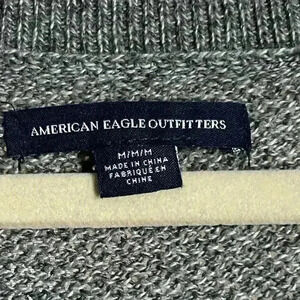 AMERICAN EAGLE OUTFITTERS
M/M/M
MADE IN CHINA
FABRIQUÉ EN
CHINE